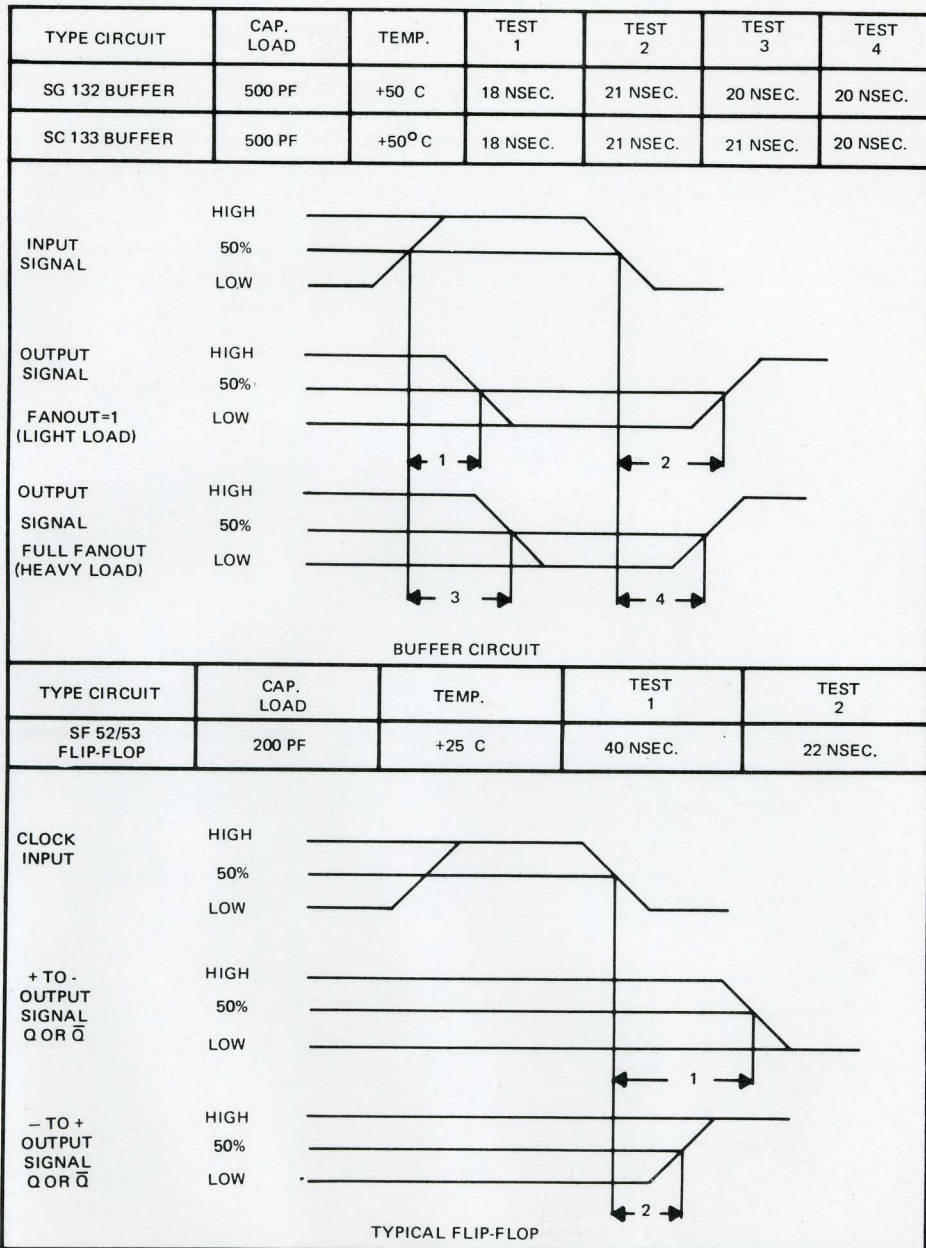 TYPE CIRCUIT CAP. LOAD TEMP. TEST 1 TEST 2 TEST 3 TEST 4
SG 132 BUFFER 500 PF +50 C 18 NSEC. 21 NSEC. 20 NSEC. 20 NSEC.
SC 133 BUFFER 500 PF +50° C 18 NSEC. 21 NSEC. 21 NSEC. 20 NSEC.
INPUT SIGNAL
HIGH
50%
LOW
OUTPUT SIGNAL
FANOUT=1
(LIGHT LOAD)
HIGH
50%
LOW
1 2
OUTPUT
SIGNAL
FULL FANOUT
(HEAVY LOAD)
HIGH
50%
LOW
3 4
BUFFER CIRCUIT
TYPE CIRCUIT CAP. LOAD TEMP. TEST 1 TEST 2
SF 52/53 FLIP-FLOP 200 PF +25 C 40 NSEC. 22 NSEC.
CLOCK INPUT
HIGH
50%
LOW
+ TO -
OUTPUT
SIGNAL
Q OR Q̅
HIGH
50%
LOW
1
— TO +
OUTPUT
SIGNAL
Q OR Q̅
HIGH
50%
LOW
2
TYPICAL FLIP-FLOP